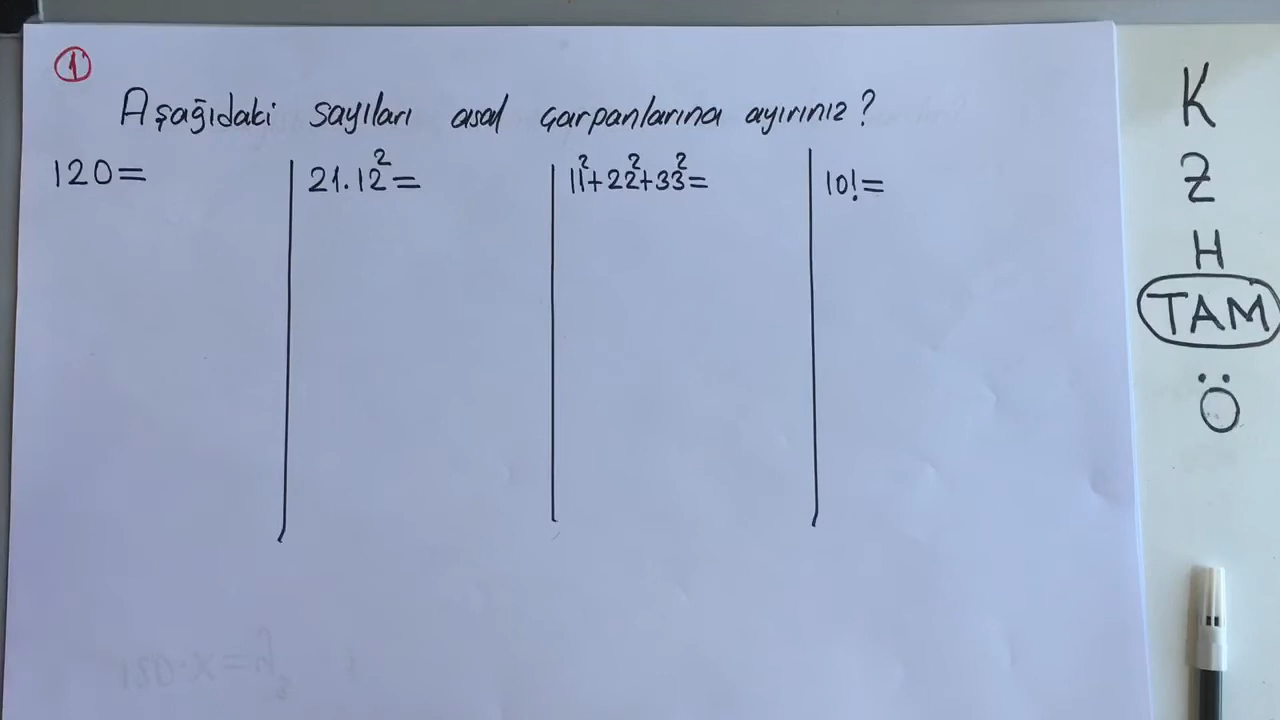 1
Aşağıdaki sayıları asal çarpanlarına ayırınız?
120=
21.12²=
11²+22²+33²=
10!=
K
Z
H
TAM
Ö